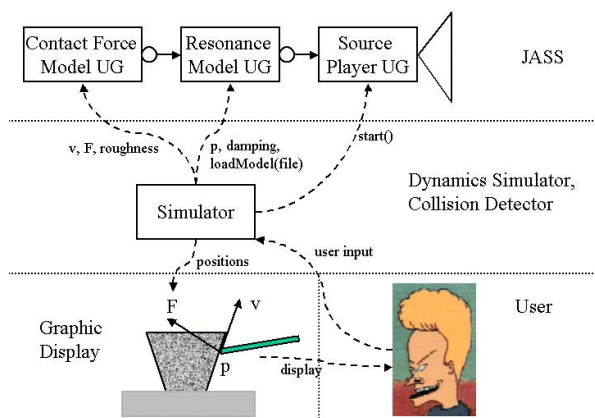 Contact Force
Model UG
Resonance
Model UG
Source
Player UG
JASS
v, F, roughness
p, damping,
loadModel(file)
start()
Simulator
Dynamics Simulator,
Collision Detector
positions
user input
F
v
Graphic
Display
p
display
User